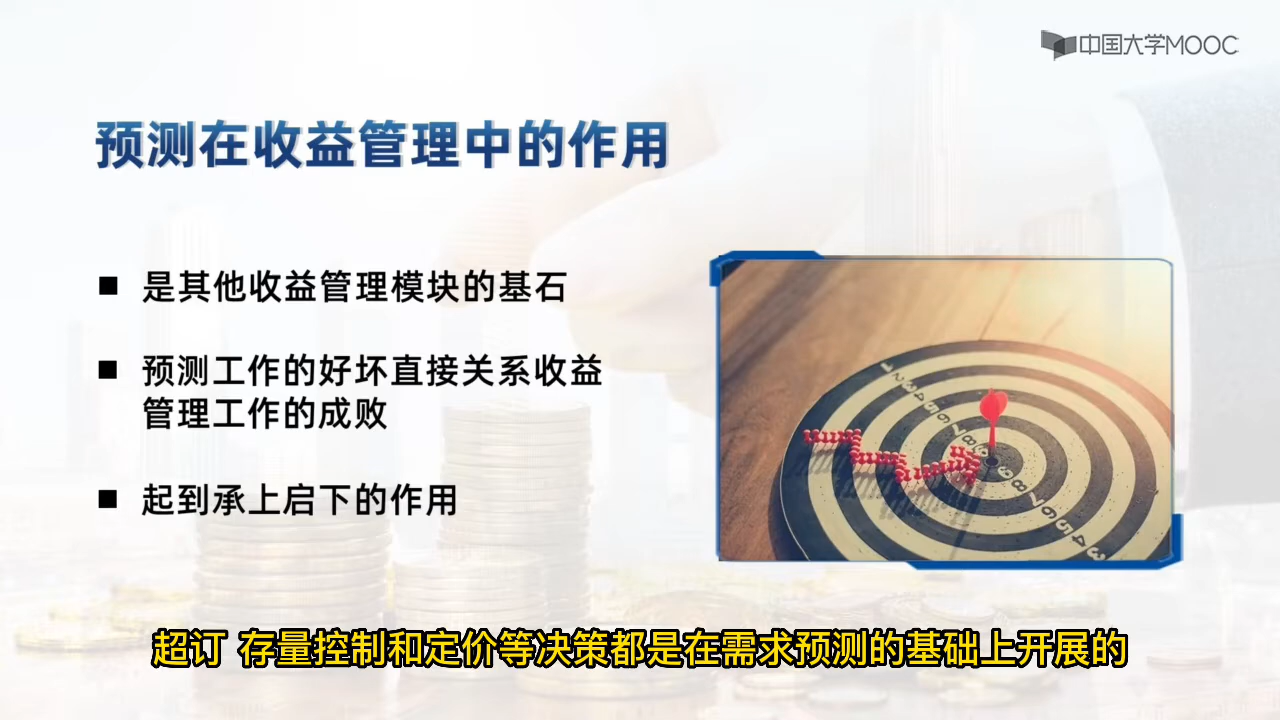 中国大学MOOC
预测在收益管理中的作用
■ 是其他收益管理模块的基石
■ 预测工作的好坏直接关系收益
管理工作的成败
■ 起到承上启下的作用
超订 存量控制和定价等决策都是在需求预测的基础上开展的